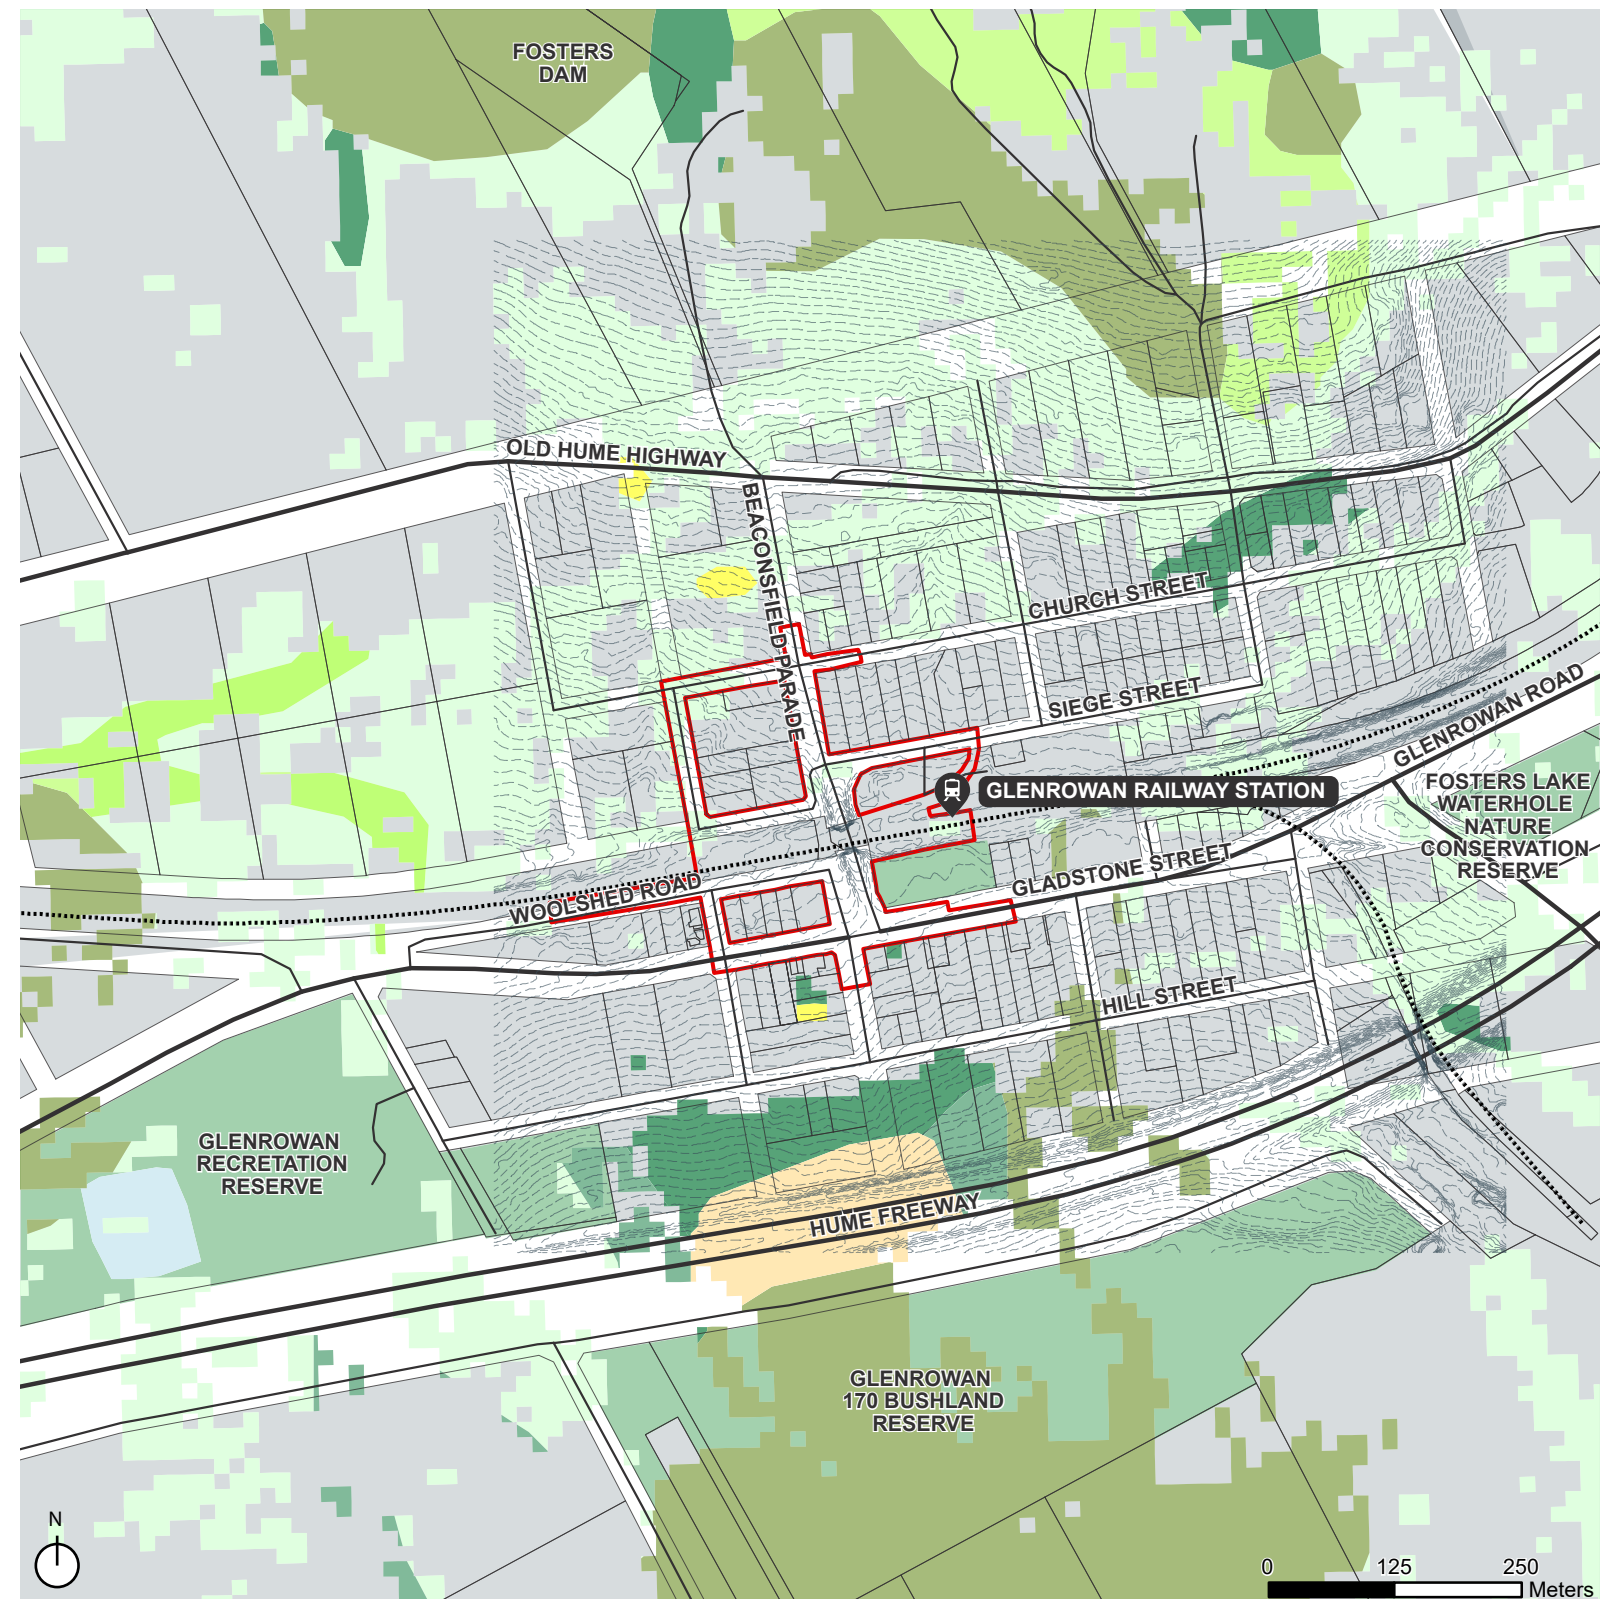 FOSTERS
DAM
OLD HUME HIGHWAY
BEACONSFIELD PARADE
CHURCH STREET
SIEGE STREET
GLENROWAN ROAD
GLENROWAN RAILWAY STATION
FOSTERS LAKE
WATERHOLE
NATURE
CONSERVATION
RESERVE
GLADSTONE STREET
WOOLSHED ROAD
HILL STREET
GLENROWAN
RECRETATION
RESERVE
HUME FREEWAY
GLENROWAN
170 BUSHLAND
RESERVE
N
0 125 250
Meters